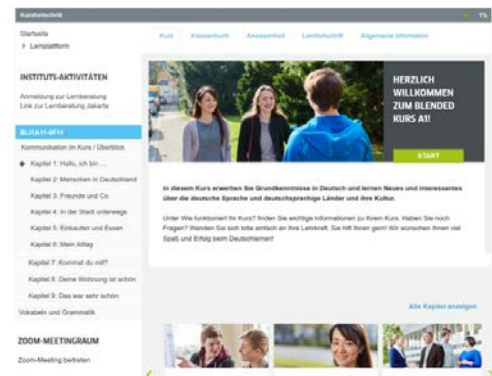 Kursfortschritt
1%
Startseite
Lernplattform
INSTITUTS-AKTIVITÄTEN
Anmeldung zur Lernberatung
Link zur Lernberatung Jakarta
Kommunikation im Kurs / Überblick
Kapitel 1: Hallo, ich bin ...
Kapitel 2: Menschen in Deutschland
Kapitel 3: Freunde und Co.
Kapitel 4: In der Stadt unterwegs
Kapitel 5: Einkaufen und Essen
Kapitel 6: Mein Alltag
Kapitel 7: Kommst du mit?
Kapitel 8: Deine Wohnung ist schön
Kapitel 9: Das war sehr schön
Vokabeln und Grammatik
ZOOM-MEETINGRAUM
Zoom-Meeting beitreten
Kurs
Klassenbuch
Anwesenheit
Lernfortschritt
Allgemeine Information
HERZLICH
WILLKOMMEN
ZUM BLENDED
KURS A1!
START
In diesem Kurs erwerben Sie Grundkenntnisse in Deutsch und lernen Neues und Interessantes
über die deutsche Sprache und deutschsprachige Länder und ihre Kultur.
Unter Wie funktioniert Ihr Kurs? finden Sie wichtige Informationen zu Ihrem Kurs. Haben Sie noch
Fragen? Wenden Sie sich bitte einfach an Ihre Lehrkraft. Sie hilft Ihnen gern! Wir wünschen Ihnen viel
Spaß und Erfolg beim Deutschlernen!
Alle Kapitel anzeigen